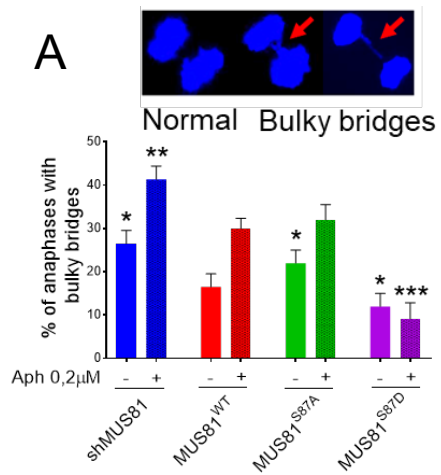 A
Normal Bulky bridges
% of anaphases with
bulky bridges
50
40
30
20
10
0
* ** * * ***
Aph 0,2µM - + - + - + - +
shMUS81 MUS81WT MUS81S87A MUS81S87D